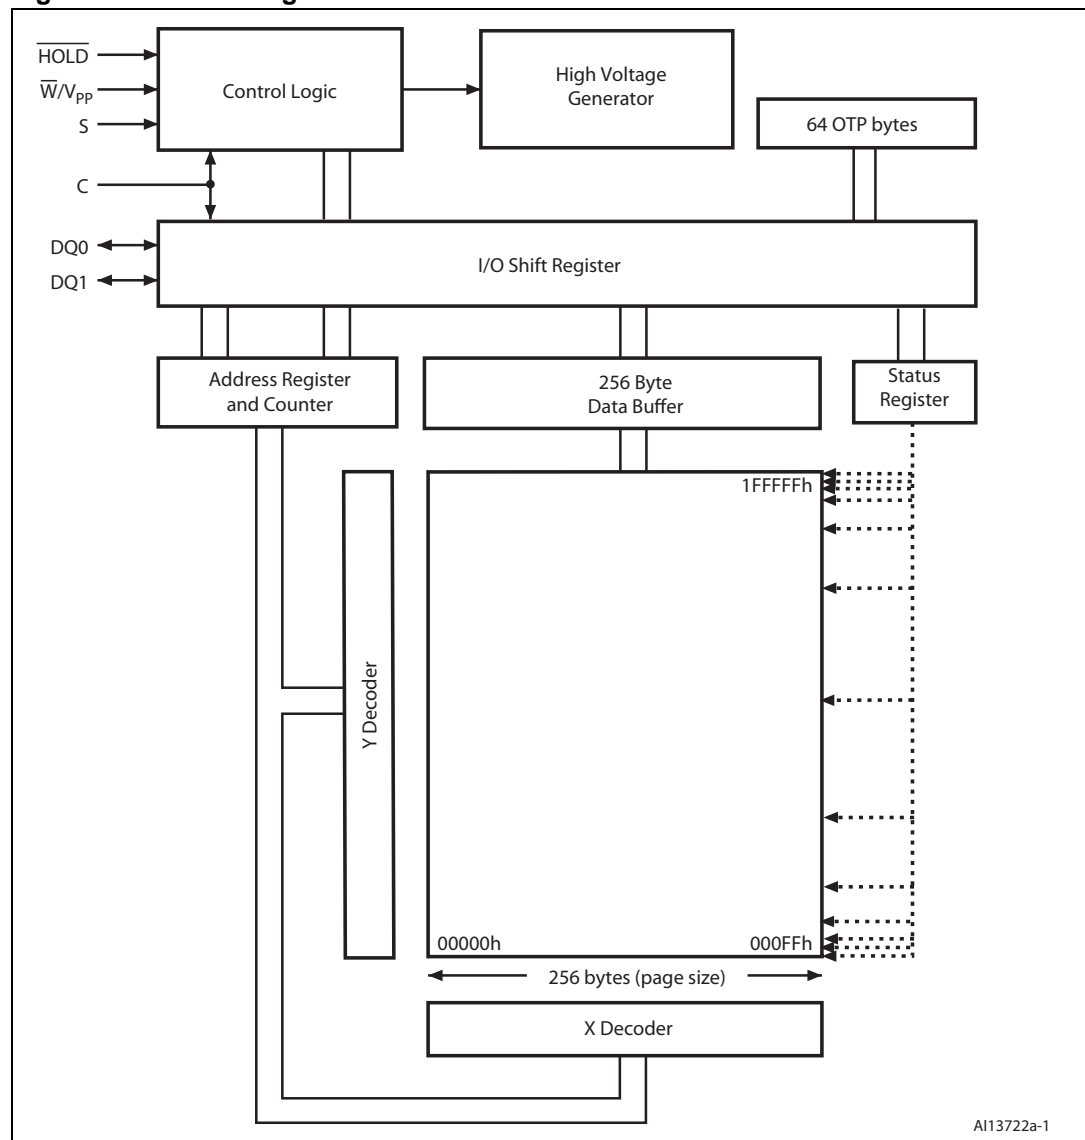 HOLD
W/VPP
S
C
DQ0
DQ1
Control Logic
High Voltage
Generator
64 OTP bytes
I/O Shift Register
Address Register
and Counter
256 Byte
Data Buffer
Status
Register
1FFFFFh
Y Decoder
00000h
000FFh
256 bytes (page size)
X Decoder
AI13722a-1